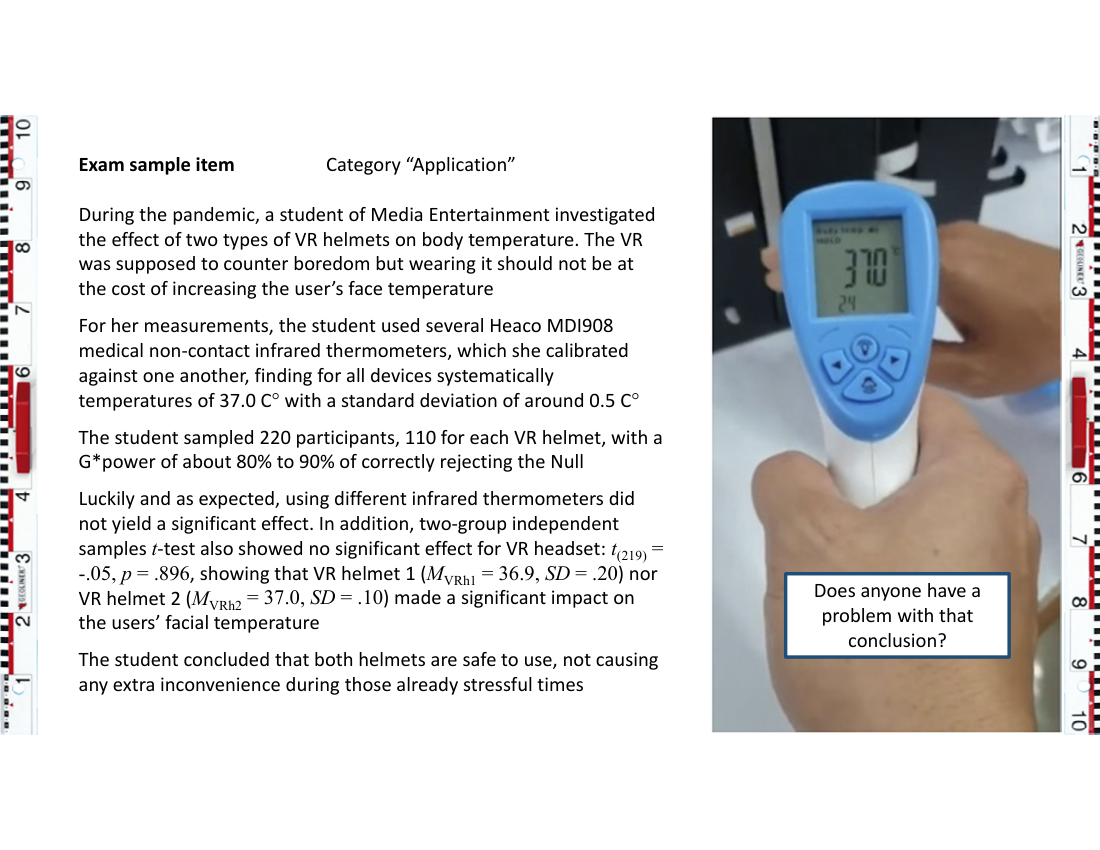 Exam sample item Category “Application”
During the pandemic, a student of Media Entertainment investigated
the effect of two types of VR helmets on body temperature. The VR
was supposed to counter boredom but wearing it should not be at
the cost of increasing the user’s face temperature
For her measurements, the student used several Heaco MDI908
medical non-contact infrared thermometers, which she calibrated
against one another, finding for all devices systematically
temperatures of 37.0 C° with a standard deviation of around 0.5 C°
The student sampled 220 participants, 110 for each VR helmet, with a
G*power of about 80% to 90% of correctly rejecting the Null
Luckily and as expected, using different infrared thermometers did
not yield a significant effect. In addition, two-group independent
samples t-test also showed no significant effect for VR headset: t(219) =
-.05, p = .896, showing that VR helmet 1 (MVRh1 = 36.9, SD = .20) nor
VR helmet 2 (MVRh2 = 37.0, SD = .10) made a significant impact on
the users’ facial temperature
The student concluded that both helmets are safe to use, not causing
any extra inconvenience during those already stressful times
HOLD
37.0 °C
24
Does anyone have a
problem with that
conclusion?
10
9
8
7
6
4
3
2
1
1
2
3
4
6
7
8
9
10